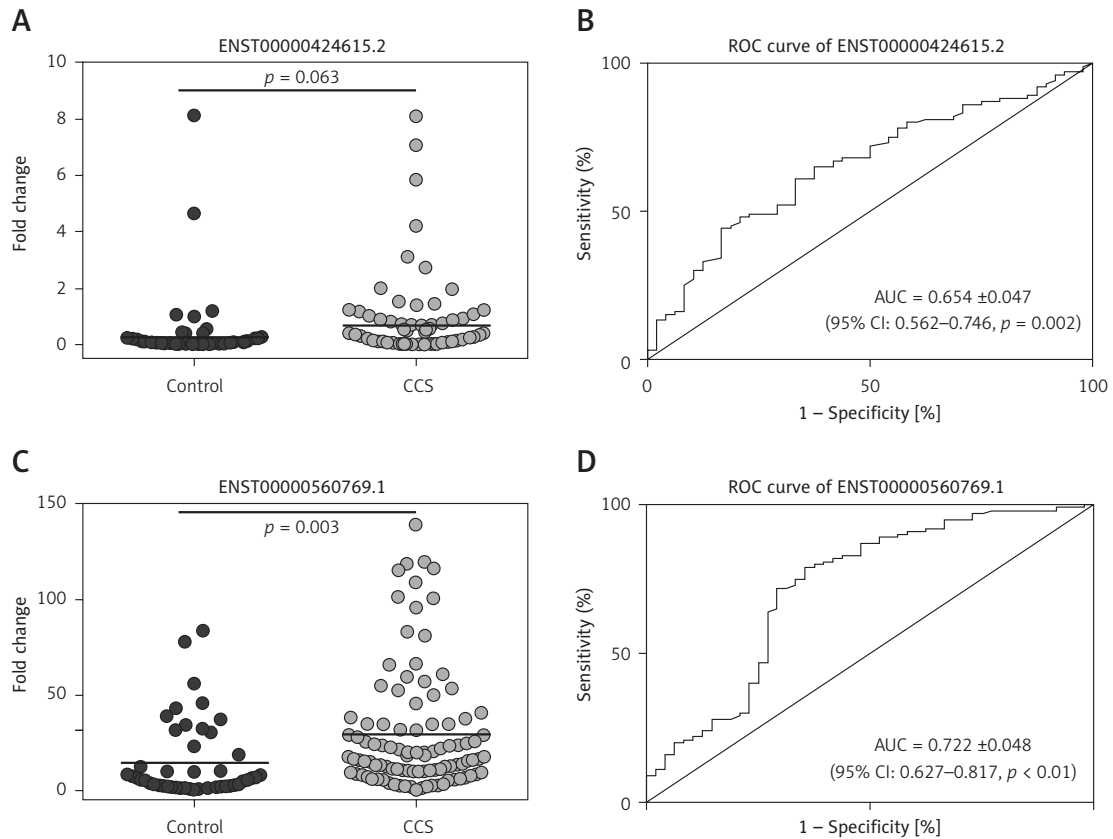 A
ENST00000424615.2
p = 0.063
Fold change
10
8
6
4
2
0
Control CCS
B
ROC curve of ENST00000424615.2
Sensitivity (%)
100
50
0
AUC = 0.654 ±0.047
(95% CI: 0.562–0.746, p = 0.002)
0 50 100
1 – Specificity [%]
C
ENST00000560769.1
p = 0.003
Fold change
150
100
50
0
Control CCS
D
ROC curve of ENST00000560769.1
Sensitivity (%)
100
50
0
AUC = 0.722 ±0.048
(95% CI: 0.627–0.817, p < 0.01)
1 – Specificity [%]